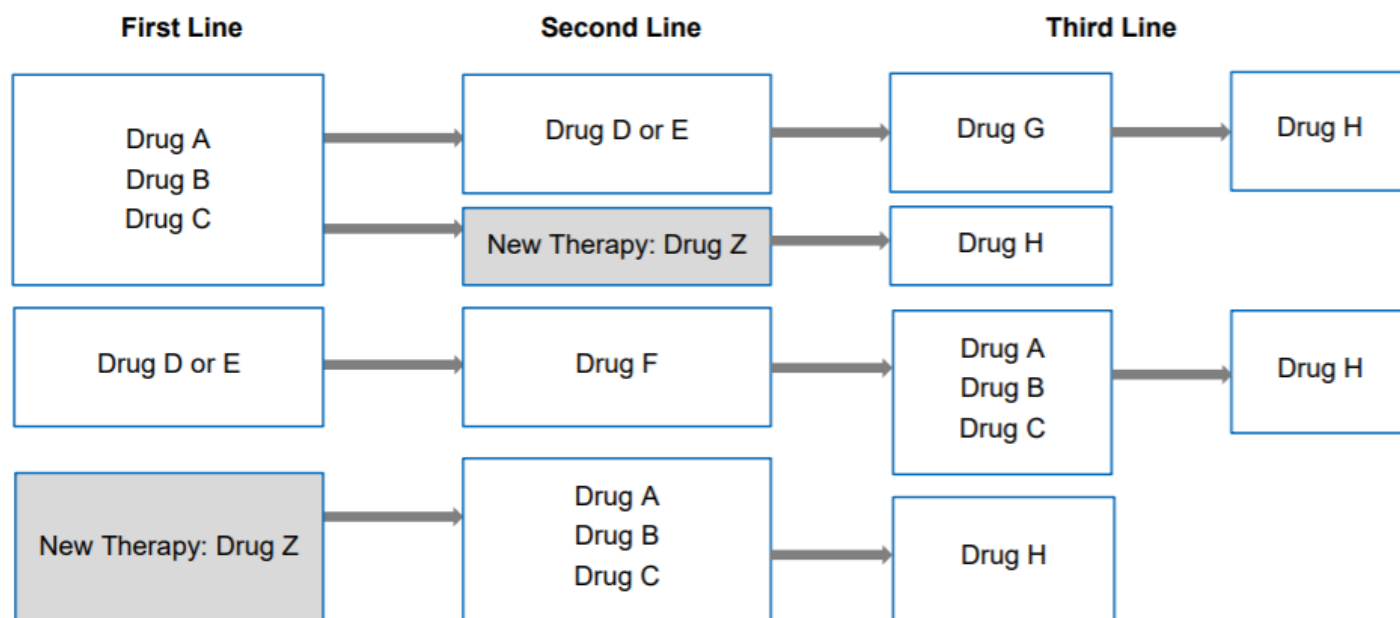 First Line
Second Line
Third Line
Drug A
Drug B
Drug C
Drug D or E
Drug G
Drug H
New Therapy: Drug Z
Drug H
Drug D or E
Drug F
Drug A
Drug B
Drug C
Drug H
New Therapy: Drug Z
Drug A
Drug B
Drug C
Drug H